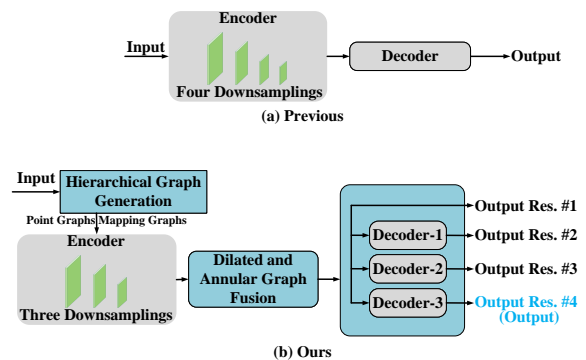 Encoder
Input
Decoder
Output
Four Downsamplings
(a) Previous
Input
Hierarchical Graph
Generation
Point Graphs Mapping Graphs
Encoder
Three Downsamplings
Dilated and
Annular Graph
Fusion
Decoder-1
Decoder-2
Decoder-3
Output Res. #1
Output Res. #2
Output Res. #3
Output Res. #4
(Output)
(b) Ours